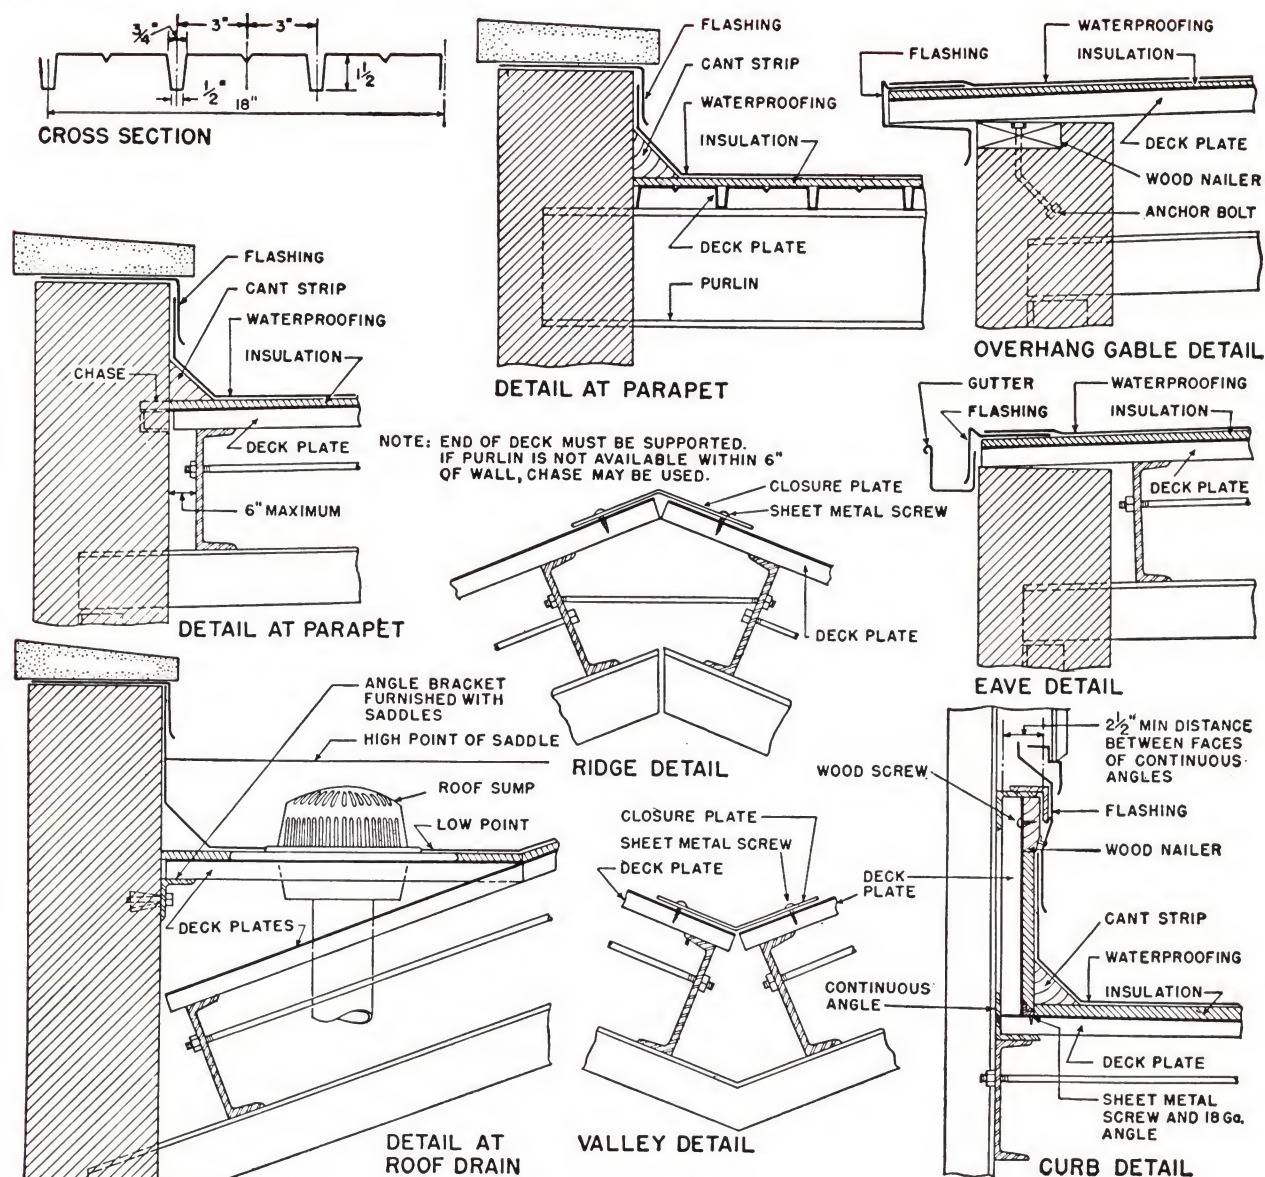 3/4"
3"
3"
1 1/2
1/2"
18"
CROSS SECTION
FLASHING
CANT STRIP
WATERPROOFING
INSULATION
DECK PLATE
PURLIN
DETAIL AT PARAPET
WATERPROOFING
FLASHING
INSULATION
DECK PLATE
WOOD NAILER
ANCHOR BOLT
OVERHANG GABLE DETAIL
FLASHING
CANT STRIP
WATERPROOFING
INSULATION
CHASE
DECK PLATE
6" MAXIMUM
DETAIL AT PARAPET
NOTE: END OF DECK MUST BE SUPPORTED.
IF PURLIN IS NOT AVAILABLE WITHIN 6"
OF WALL, CHASE MAY BE USED.
CLOSURE PLATE
SHEET METAL SCREW
DECK PLATE
RIDGE DETAIL
GUTTER
FLASHING
WATERPROOFING
INSULATION
DECK PLATE
EAVE DETAIL
ANGLE BRACKET
FURNISHED WITH
SADDLES
HIGH POINT OF SADDLE
ROOF SUMP
LOW POINT
DECK PLATES
DETAIL AT
ROOF DRAIN
CLOSURE PLATE
SHEET METAL SCREW
DECK PLATE
DECK
PLATE
VALLEY DETAIL
2 1/2" MIN DISTANCE
BETWEEN FACES
OF CONTINUOUS
ANGLES
WOOD SCREW
FLASHING
WOOD NAILER
CANT STRIP
WATERPROOFING
INSULATION
CONTINUOUS
ANGLE
DECK PLATE
SHEET METAL
SCREW AND 18 Ga.
ANGLE
CURB DETAIL